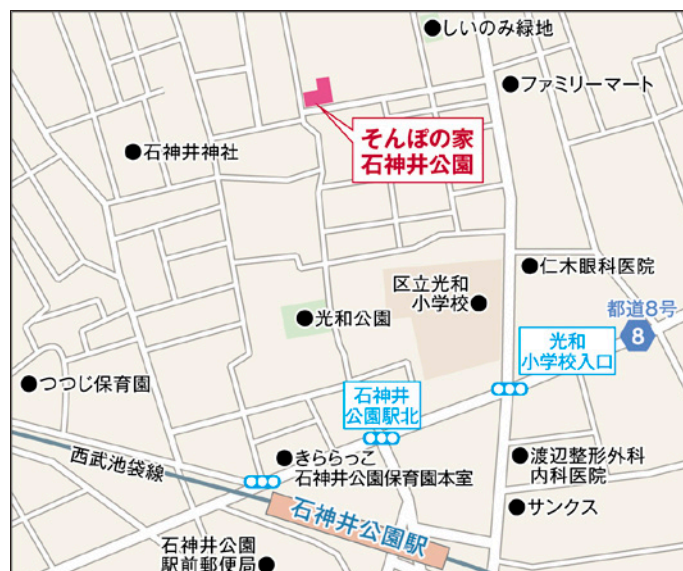 しいのみ緑地
ファミリーマート
石神井神社
そんぽの家
石神井公園
仁木眼科医院
区立光和
小学校
都道8号
8
光和公園
光和
小学校入口
つつじ保育園
石神井
公園駅北
西武池袋線
きららっこ
石神井公園保育園本室
渡辺整形外科
内科医院
サンクス
石神井公園駅
石神井公園
駅前郵便局